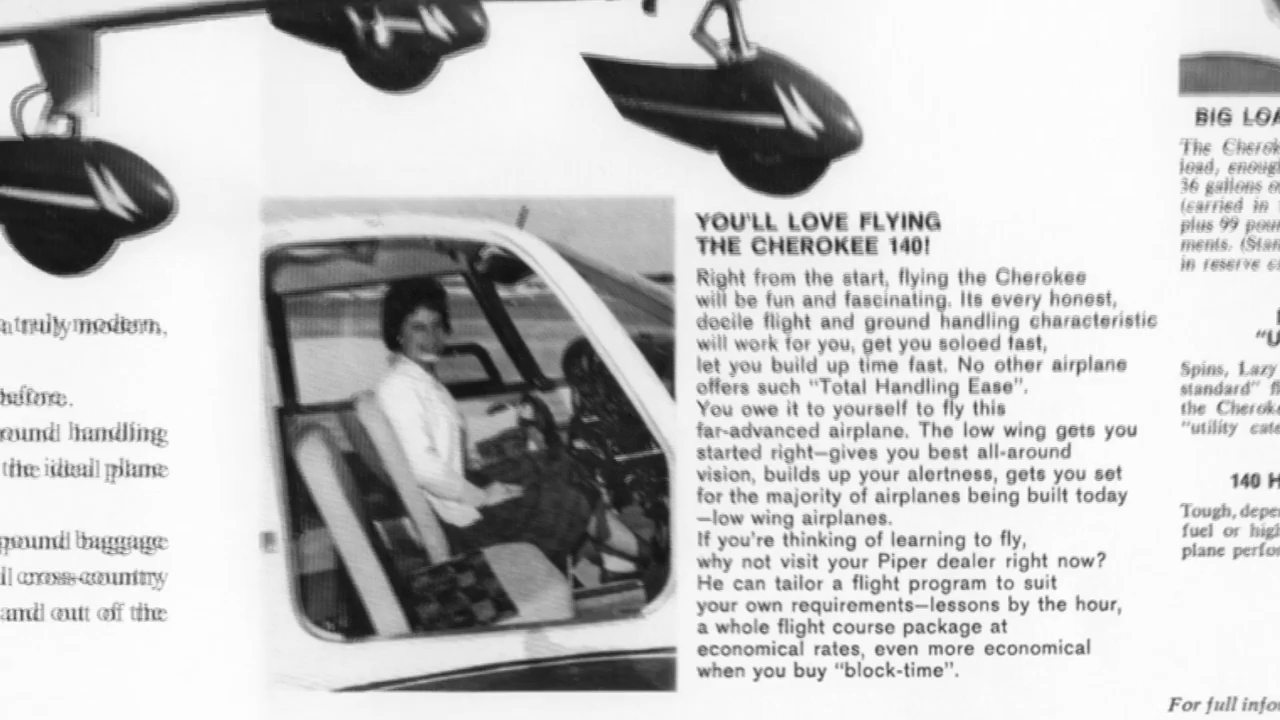 truly modern,
before.
ound handling
the ideal plane
pound baggage
cross-country
and out of the
YOU'LL LOVE FLYING
THE CHEROKEE 140!
Right from the start, flying the Cherokee
will be fun and fascinating. Its every honest,
docile flight and ground handling characteristic
will work for you, get you soloed fast,
let you build up time fast. No other airplane
offers such “Total Handling Ease”.
You owe it to yourself to fly this
far-advanced airplane. The low wing gets you
started right—gives you best all-around
vision, builds up your alertness, gets you set
for the majority of airplanes being built today
—low wing airplanes.
If you're thinking of learning to fly,
why not visit your Piper dealer right now?
He can tailor a flight program to suit
your own requirements—lessons by the hour,
a whole flight course package at
economical rates, even more economical
when you buy “block-time”.
BIG LOA
The Cherok
load, enoug
36 gallons o
(carried in
plus 99 poun
ments. (Stan
in reserve
“U
Spins, Lazy
standard” fl
the Cherok
“utility cate
140 H
Tough, depe
fuel or high
plane perfor
For full info